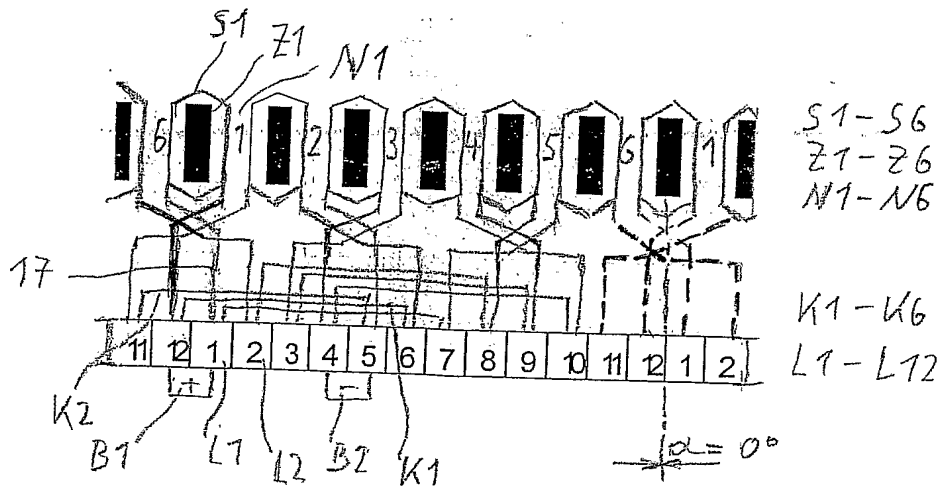 S1
Z1
N1
6 1 2 3 4 5 6 1
S1-S6
Z1-Z6
N1-N6
17
K1-K6
L1-L12
11 12 1 2 3 4 5 6 7 8 9 10 11 12 1 2
+ -
K2
B1 L1 L2 B2 K1
α = 0°